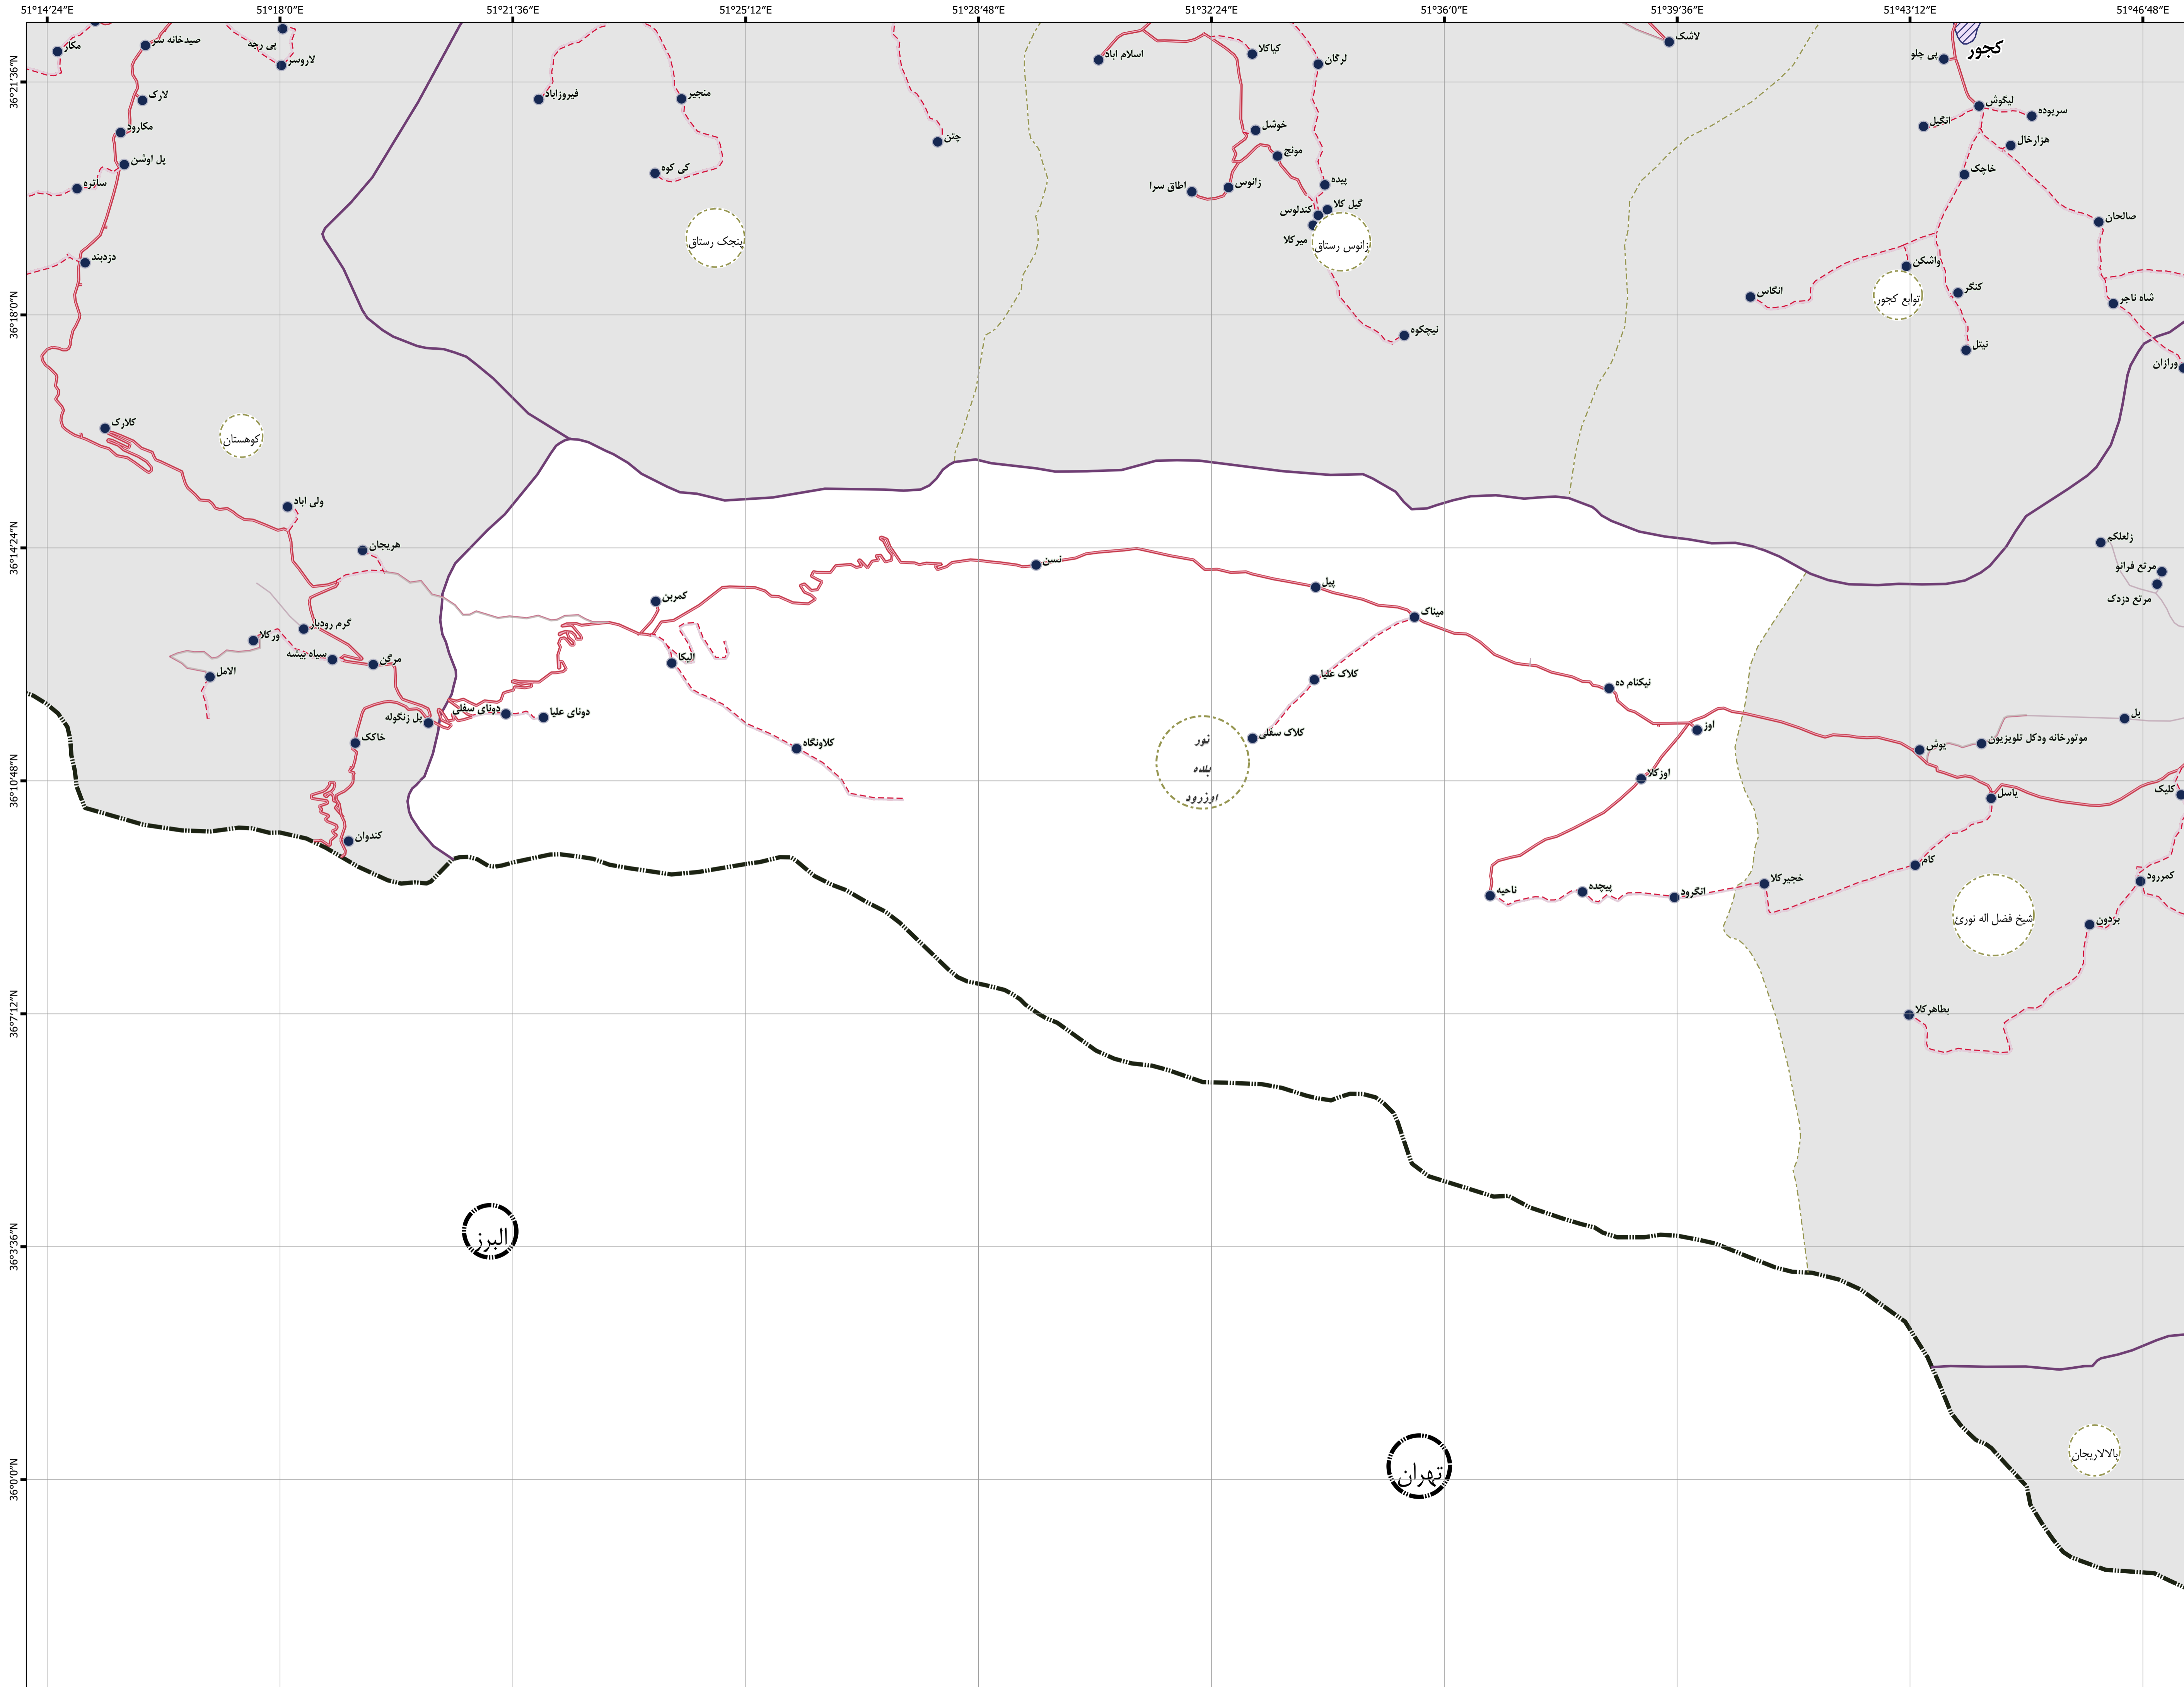 51°14'24"E
51°18'0"E
51°21'36"E
51°25'12"E
51°28'48"E
51°32'24"E
51°36'0"E
51°39'36"E
51°43'12"E
51°46'48"E
مکار
صیدخانه سر
پی رجه
لاروسر
اسلام اباد
کیاکلا
لرگان
لاشک
کجور
پی چلو
36°21'36"N
لارک
فیروزاباد
منجیر
لیگوش
سریوده
انگیل
مکارود
چتن
خوشل
هزارخال
پل اوشن
مونج
خاچک
ساتره
کی کوه
اطاق سرا
زانوس
پیده
گیل کلا
کندلوس
صالحان
میرکلا
پنجک رستاق
زانوس رستاق
دزدبند
واشکن
انگاس
توابع کجور
کنگر
شاه ناجر
36°18'0"N
نیچکوه
نیتل
ورازان
کلارک
کوهستان
ولی اباد
36°14'24"N
هریجان
نسن
زلعلکم
پیل
مرتع فرانو
مرتع دزدک
کمربن
میناک
گرم رودبار
ورکلا
سیاه بیشه
مرگن
الیکا
الامل
کلاک علیا
نیکنام ده
پل زنگوله
دونای سفلی
دونای علیا
اوز
بل
خاکک
کلاونگاه
کلاک سفلی
نور
بلده
اوزرود
یوش
موتورخانه ودکل تلویزیون
36°10'48"N
اوزکلا
یاسل
کلیک
کندوان
کام
ناحیه
پیچده
انگرود
خجیرکلا
کمررود
شیخ فضل اله نوری
بردون
36°7'12"N
بطاهرکلا
36°3'36"N
البرز
تهران
بالالاریجان
36°0'0"N